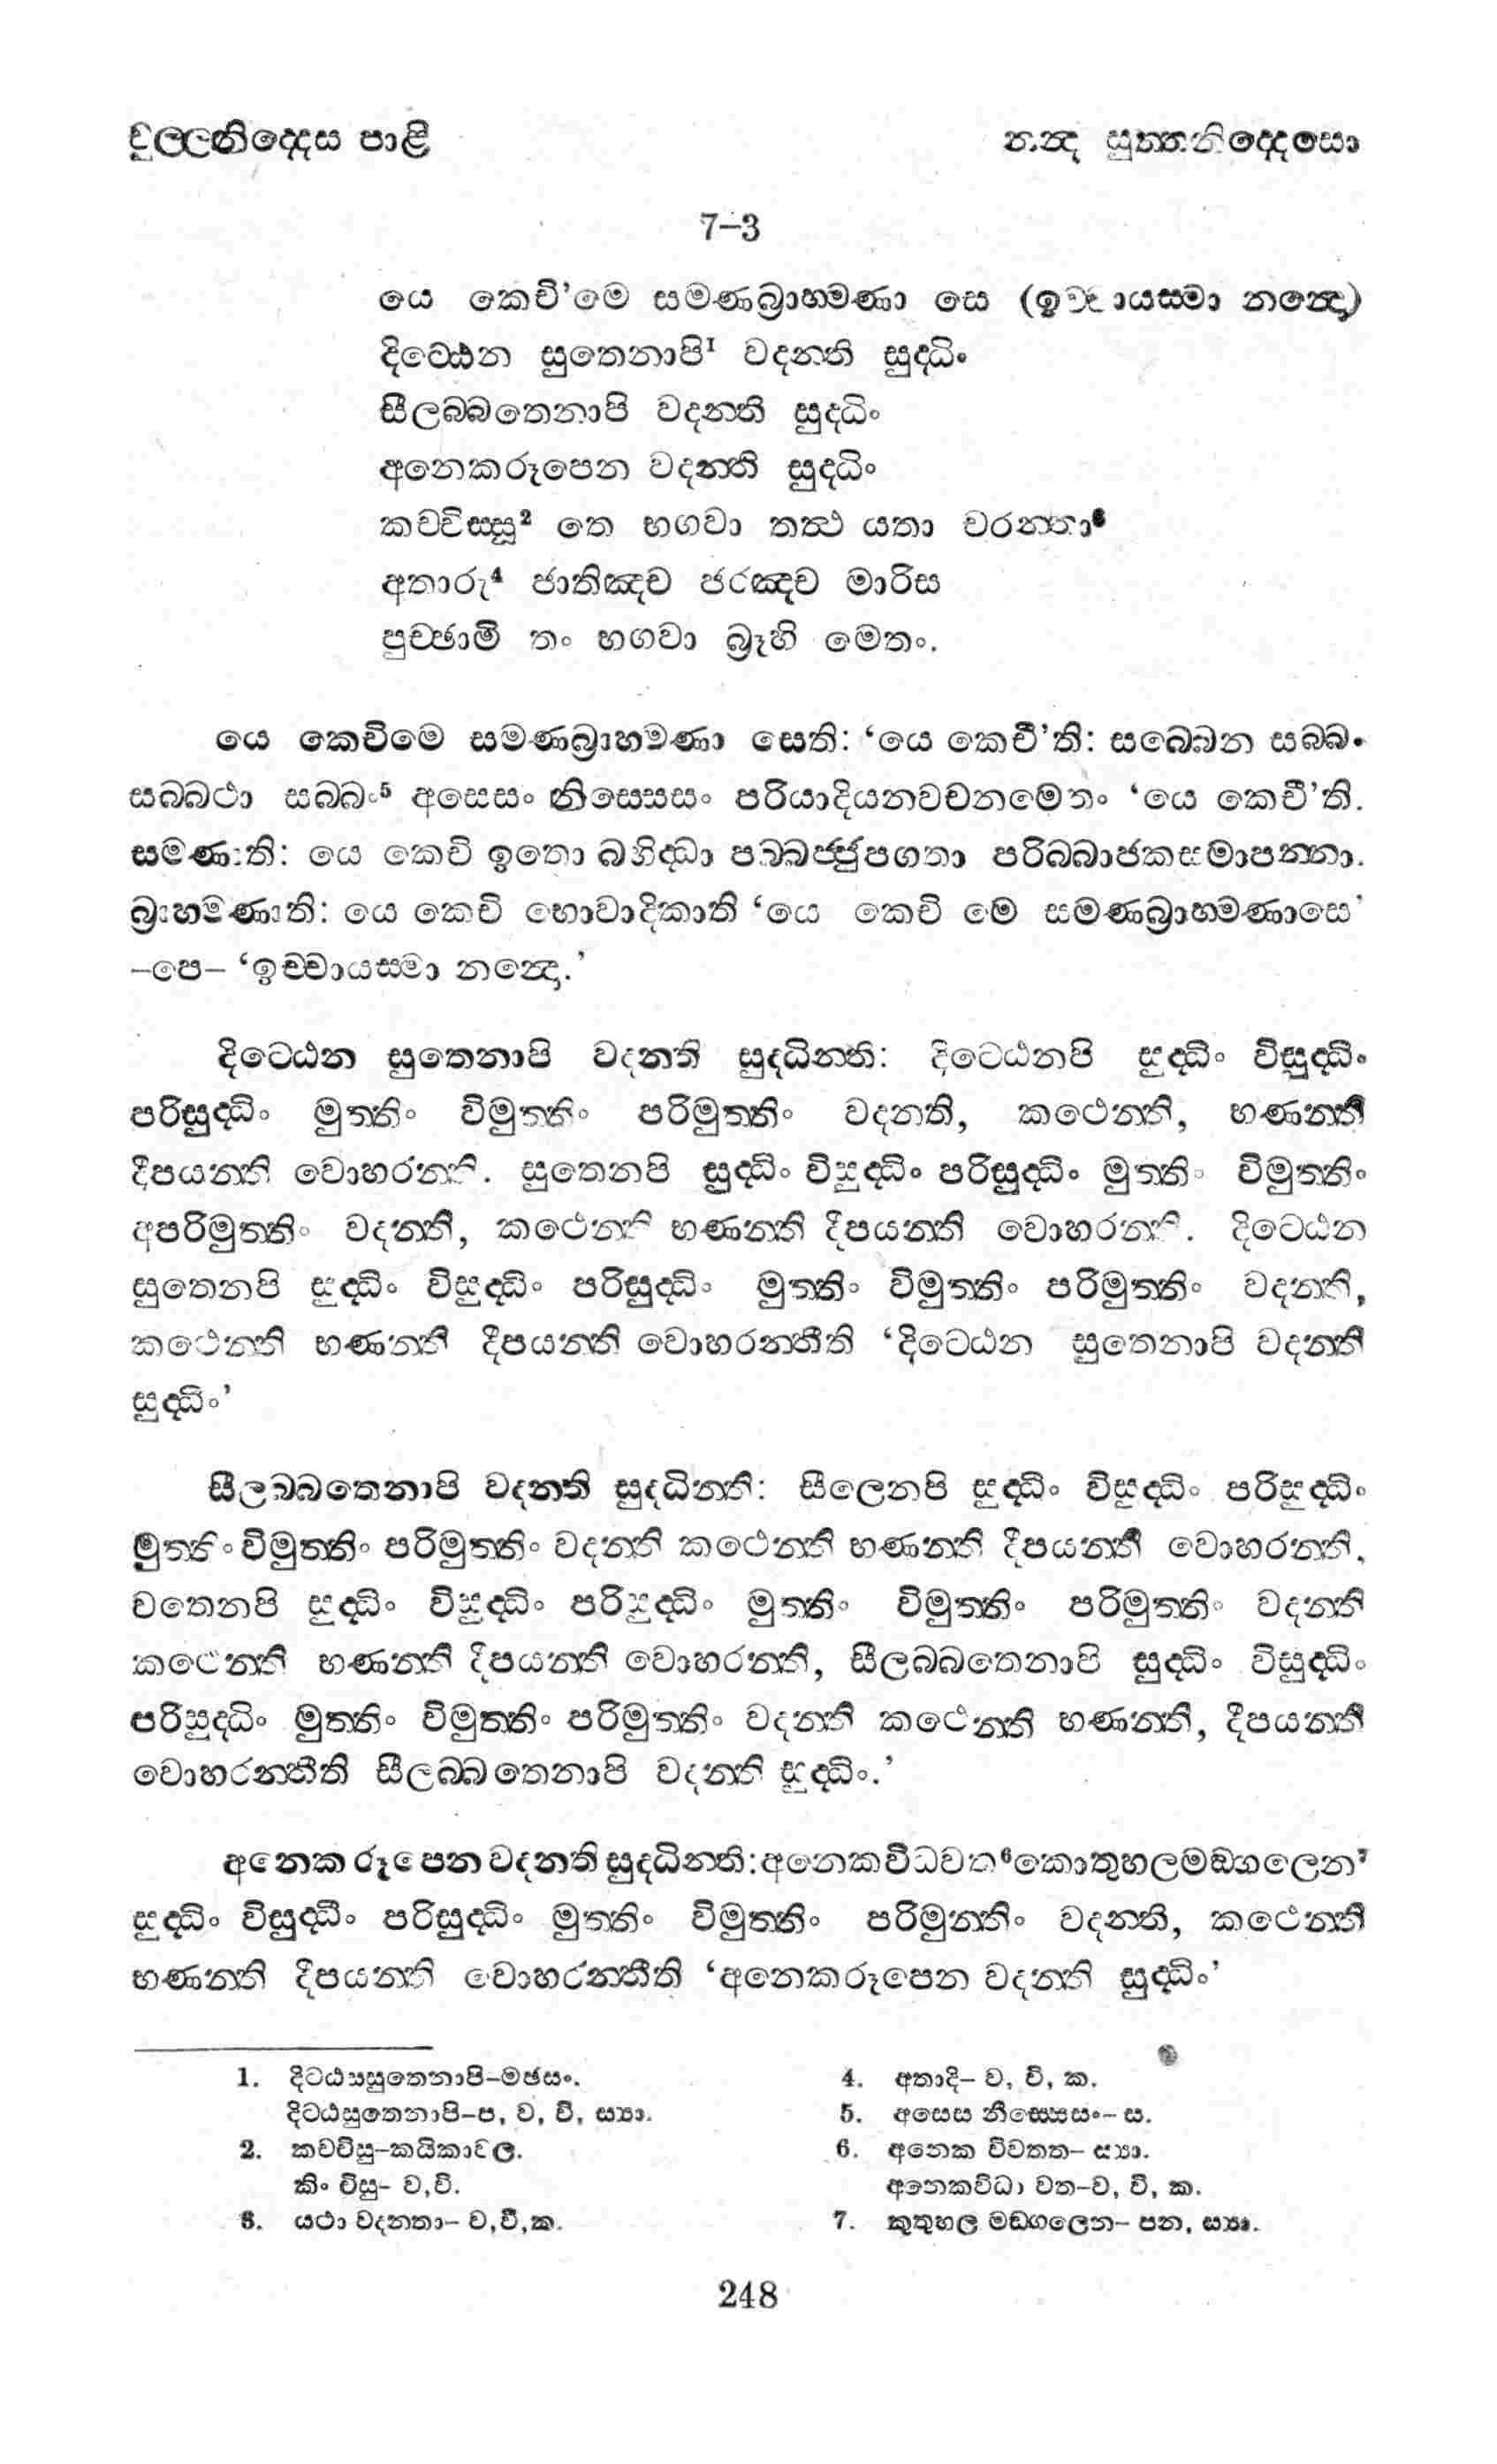 චුල්ලනිද්දෙස පාළි
නන්ද සුත්තනිද්දෙසො
7–3
යෙ කෙචි’මෙ සමණබ්‍රාහමණා සෙ (ඉච්චායස්මා නන්දො)
දිට්ඨෙන සුතෙනාපි¹ වදන්ති සුද්ධිං
සීලබ්බතෙනාපි වදන්ති සුද්ධිං
අනෙකරූපෙන වදන්ති සුද්ධිං
කච්චිස්සූ² තෙ භගවා තත්‍ථ යතා චරන්තා⁶
අතාරු⁴ ජාතිඤ්ච ජරඤ්ච මාරිස
පුච්ඡාමි තං භගවා බ්‍රූහි මෙතං.
යෙ කෙචිමෙ සමණබ්‍රාහමණා සෙති: ‘යෙ කෙචී’ති: සබ්බෙන සබ්බං
සබ්බථා සබ්බං⁵ අසෙසං නිස්සෙසං පරියාදියනවචනමෙතං ‘යෙ කෙචී’ති.
සමණාති: යෙ කෙචි ඉතො බහිද්ධා පබ්බජ්ජුපගතා පරිබ්බාජකසමාපන්නා.
බ්‍රාහමණාති: යෙ කෙචි භොවාදිකාති ‘යෙ කෙචි මෙ සමණබ්‍රාහමණාසෙ’
–පෙ– ‘ඉච්චායස්මා නන්දො.’
දිට්ඨෙන සුතෙනාපි වදන්ති සුද්ධින්ති: දිට්ඨෙනපි සුද්ධිං විසුද්ධිං
පරිසුද්ධිං මුත්තිං විමුත්තිං පරිමුත්තිං වදන්ති, කථෙන්ති, භණන්ති
දීපයන්ති වොහරන්ති. සුතෙනපි සුද්ධිං විසුද්ධිං පරිසුද්ධිං මුත්තිං විමුත්තිං
අපරිමුත්තිං වදන්ති, කථෙන්ති භණන්ති දීපයන්ති වොහරන්ති. දිට්ඨෙන
සුතෙනපි සුද්ධිං විසුද්ධිං පරිසුද්ධිං මුත්තිං විමුත්තිං පරිමුත්තිං වදන්ති,
කථෙන්ති භණන්ති දීපයන්ති වොහරන්තීති ‘දිට්ඨෙන සුතෙනාපි වදන්ති
සුද්ධිං’
සීලබ්බතෙනාපි වදන්ති සුද්ධින්ති: සීලෙනපි සුද්ධිං විසුද්ධිං පරිසුද්ධිං
මුත්තිං විමුත්තිං පරිමුත්තිං වදන්ති කථෙන්ති භණන්ති දීපයන්ති වොහරන්ති.
වතෙනපි සුද්ධිං විසුද්ධිං පරිසුද්ධිං මුත්තිං විමුත්තිං පරිමුත්තිං වදන්ති
කථෙන්ති භණන්ති දීපයන්ති වොහරන්ති, සීලබ්බතෙනාපි සුද්ධිං විසුද්ධිං
පරිසුද්ධිං මුත්තිං විමුත්තිං පරිමුත්තිං වදන්ති කථෙන්ති භණන්ති, දීපයන්ති
වොහරන්තීති සීලබ්බතෙනාපි වදන්ති සුද්ධිං.’
අනෙකරූපෙන වදන්ති සුද්ධින්ති: අනෙකවිධවත⁶කොතුහලමඞ්ගලෙන⁷
සුද්ධිං විසුද්ධිං පරිසුද්ධිං මුත්තිං විමුත්තිං පරිමුන්තිං වදන්ති, කථෙන්ති
භණන්ති දීපයන්ති වොහරන්තීති ‘අනෙකරූපෙන වදන්ති සුද්ධිං’
1. දිට්ඨස්සුතෙනාපි–මඡසං.
දිට්ඨසුතෙනාපි–ප, ව, වි, ස්‍යා.
2. කච්චිසු–කයිකාවල.
කිං චිසු– ව,වි.
3. යථා වදන්තා– ව,වි,ක.
4. අතාදි– ව, වි, ක.
5. අසෙස නිස්සෙසං– ස.
6. අනෙක විවතත– ස්‍යා.
අනෙකවිධා වත–ව, වි, ක.
7. කුතුහල මඞ්ගලෙන– පන, ස්‍යා.
248